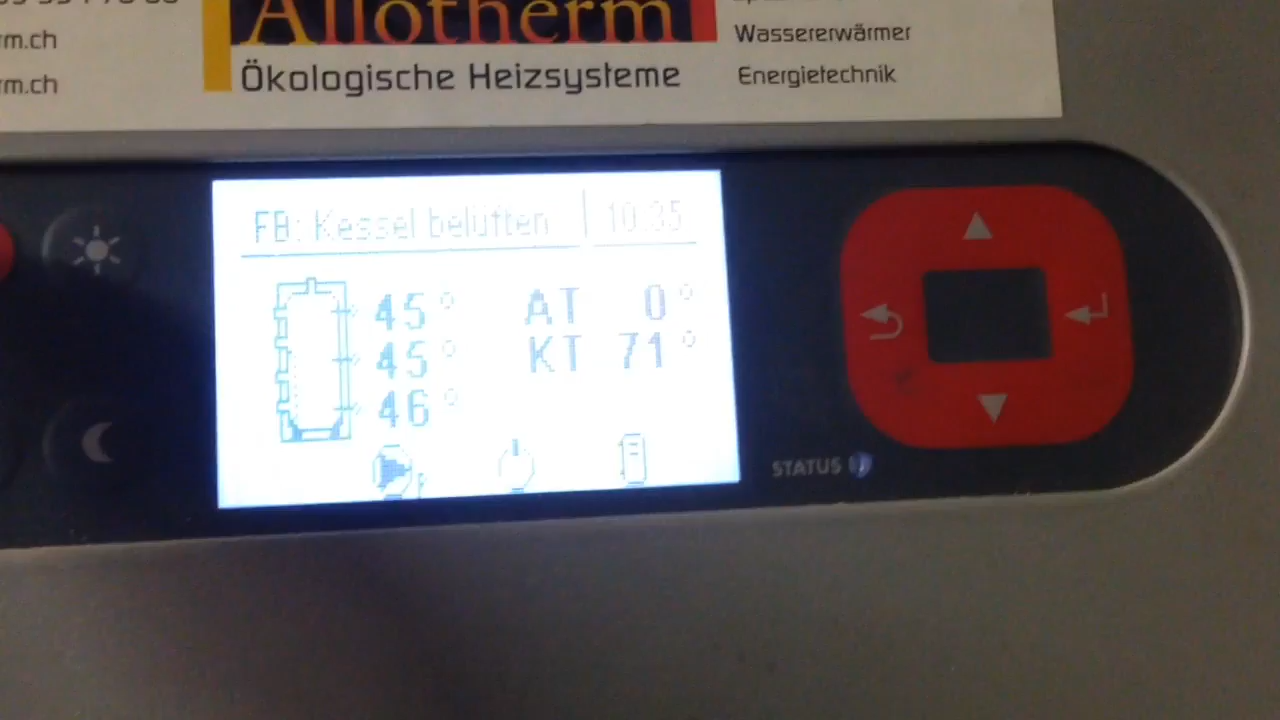 Allotherm
Ökologische Heizsysteme
rm.ch
rm.ch
Wassererwärmer
Energietechnik
FB: Kessel belüften 10:35
45° AT 0°
45° KT 71°
46°
STATUS